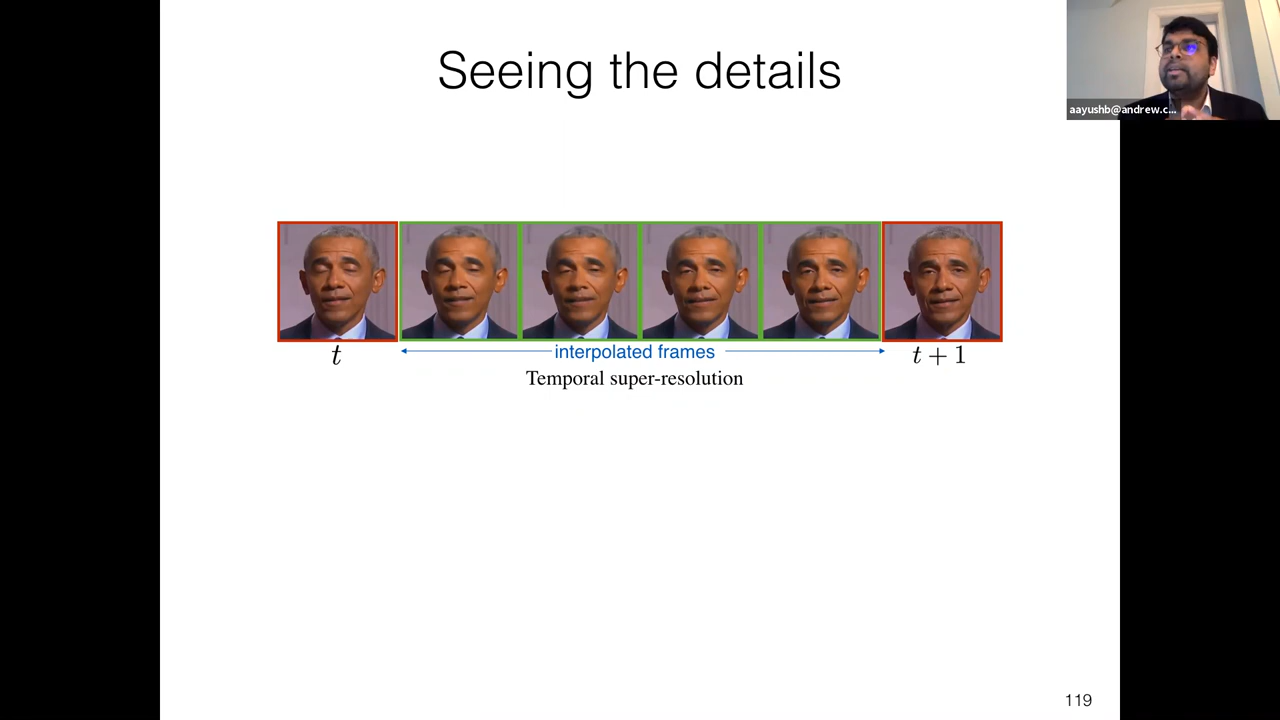 Seeing the details
aayushb@andrew.c...
t
interpolated frames
t + 1
Temporal super-resolution
119